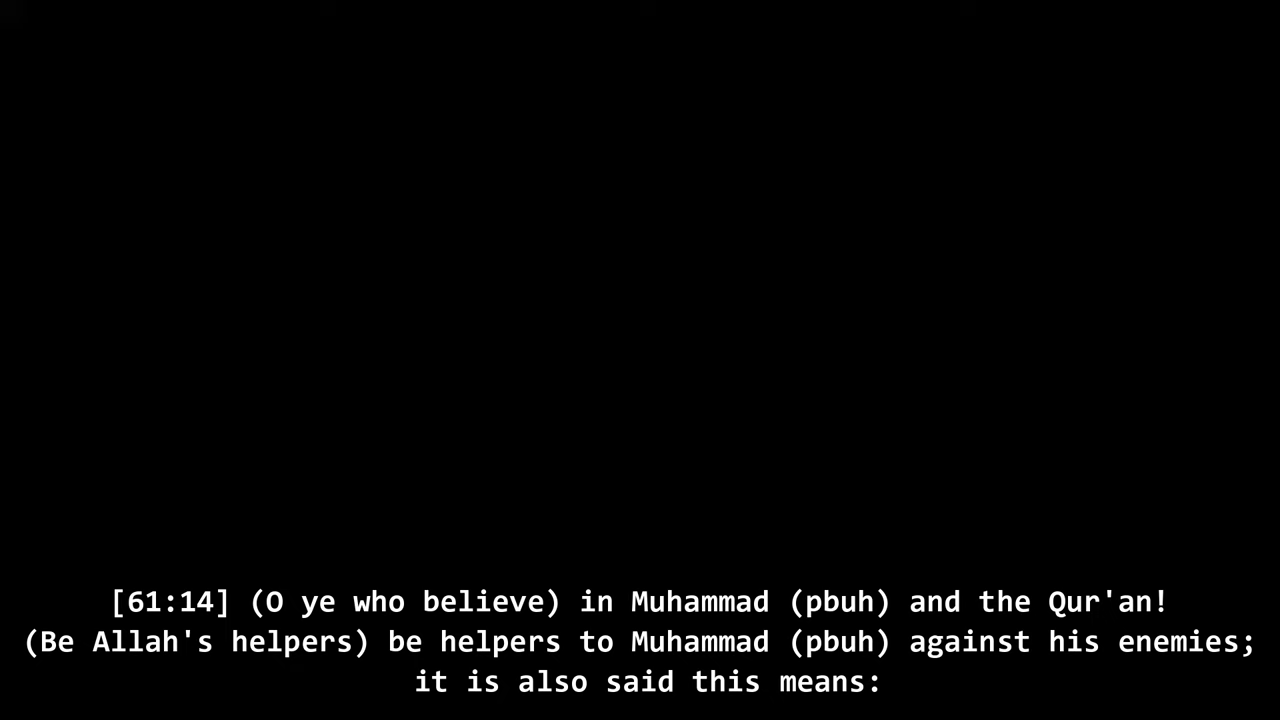 [61:14] (O ye who believe) in Muhammad (pbuh) and the Qur'an!
(Be Allah's helpers) be helpers to Muhammad (pbuh) against his enemies;
it is also said this means: